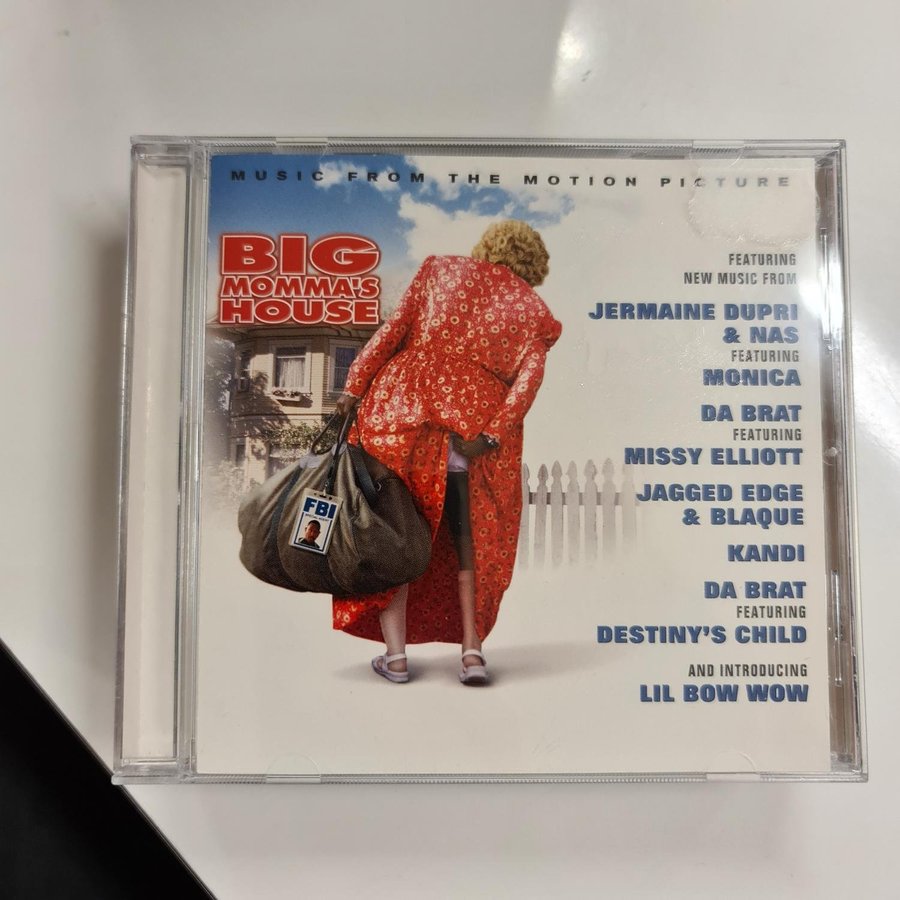 MUSIC FROM THE MOTION PICTURE
BIG
MOMMA'S
HOUSE
FEATURING
NEW MUSIC FROM
JERMAINE DUPRI
& NAS
FEATURING
MONICA
DA BRAT
FEATURING
MISSY ELLIOTT
JAGGED EDGE
& BLAQUE
KANDI
DA BRAT
FEATURING
DESTINY'S CHILD
AND INTRODUCING
LIL BOW WOW
FBI